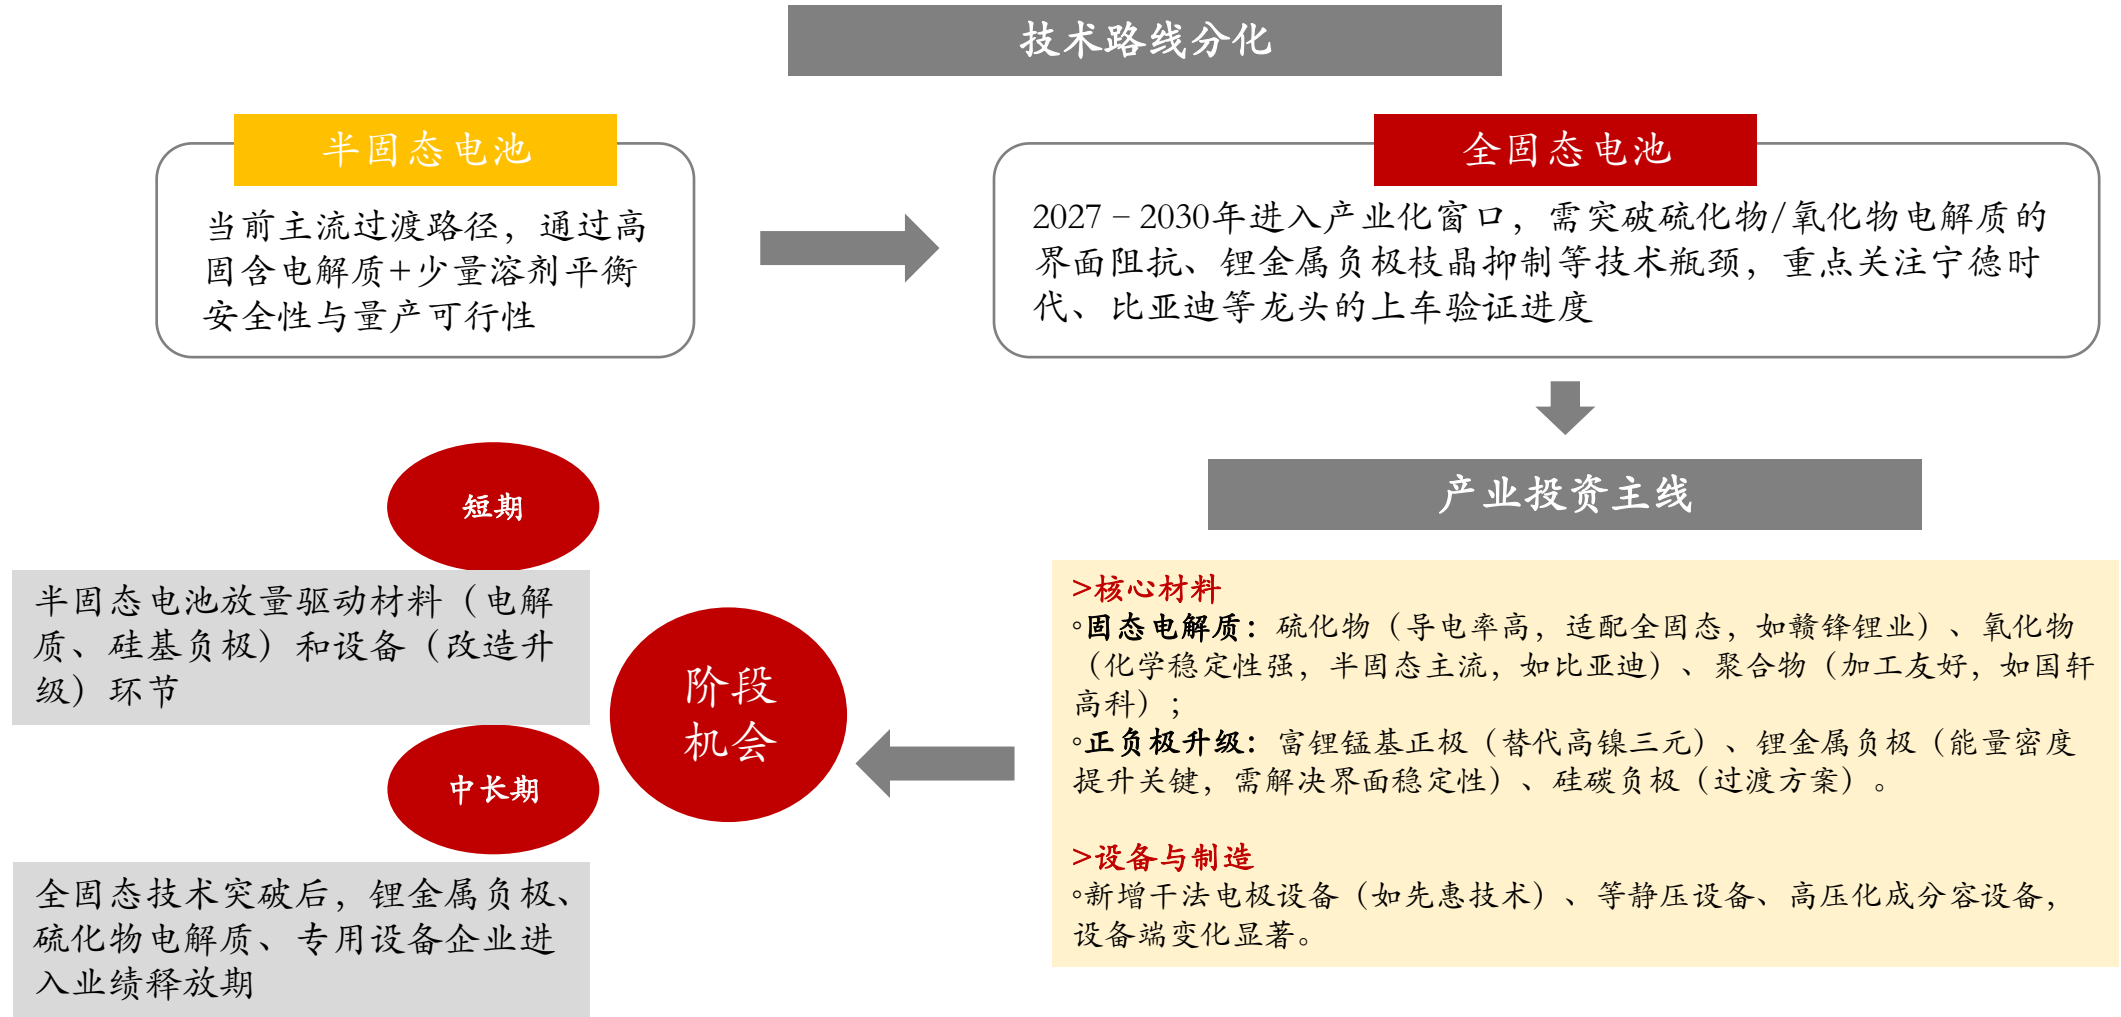 技术路线分化
半固态电池
当前主流过渡路径，通过高
固含电解质+少量溶剂平衡
安全性与量产可行性
全固态电池
2027－2030年进入产业化窗口，需突破硫化物/氧化物电解质的
界面阻抗、锂金属负极枝晶抑制等技术瓶颈，重点关注宁德时
代、比亚迪等龙头的上车验证进度
产业投资主线
>核心材料
◦固态电解质：硫化物（导电率高，适配全固态，如赣锋锂业）、氧化物
（化学稳定性强，半固态主流，如比亚迪）、聚合物（加工友好，如国轩
高科）；
◦正负极升级：富锂锰基正极（替代高镍三元）、锂金属负极（能量密度
提升关键，需解决界面稳定性）、硅碳负极（过渡方案）。
>设备与制造
◦新增干法电极设备（如先惠技术）、等静压设备、高压化成分容设备，
设备端变化显著。
阶段
机会
短期
半固态电池放量驱动材料（电解
质、硅基负极）和设备（改造升
级）环节
中长期
全固态技术突破后，锂金属负极、
硫化物电解质、专用设备企业进
入业绩释放期